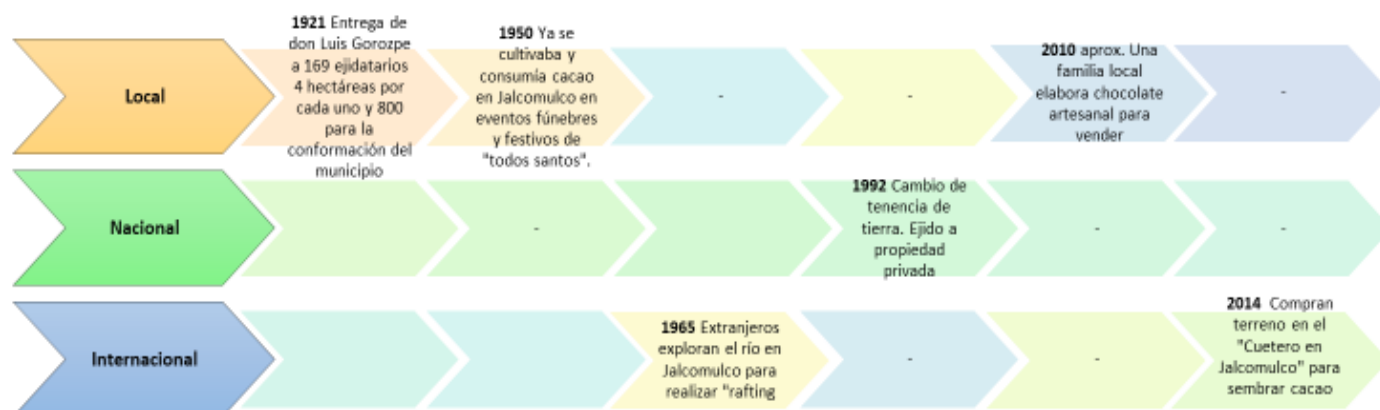 Local
1921 Entrega de
don Luis Gorozpe
a 169 ejidatarios
4 hectáreas por
cada uno y 800
para la
conformación del
municipio
1950 Ya se
cultivaba y
consumía cacao
en Jalcomulco en
eventos fúnebres
y festivos de
"todos santos".
-
-
2010 aprox. Una
familia local
elabora chocolate
artesanal para
vender
-
Nacional
-
1992 Cambio de
tenencia de
tierra. Ejido a
propiedad
privada
-
-
Internacional
1965 Extranjeros
exploran el río en
Jalcomulco para
realizar "rafting
-
-
2014 Compran
terreno en el
"Cuetero en
Jalcomulco" para
sembrar cacao